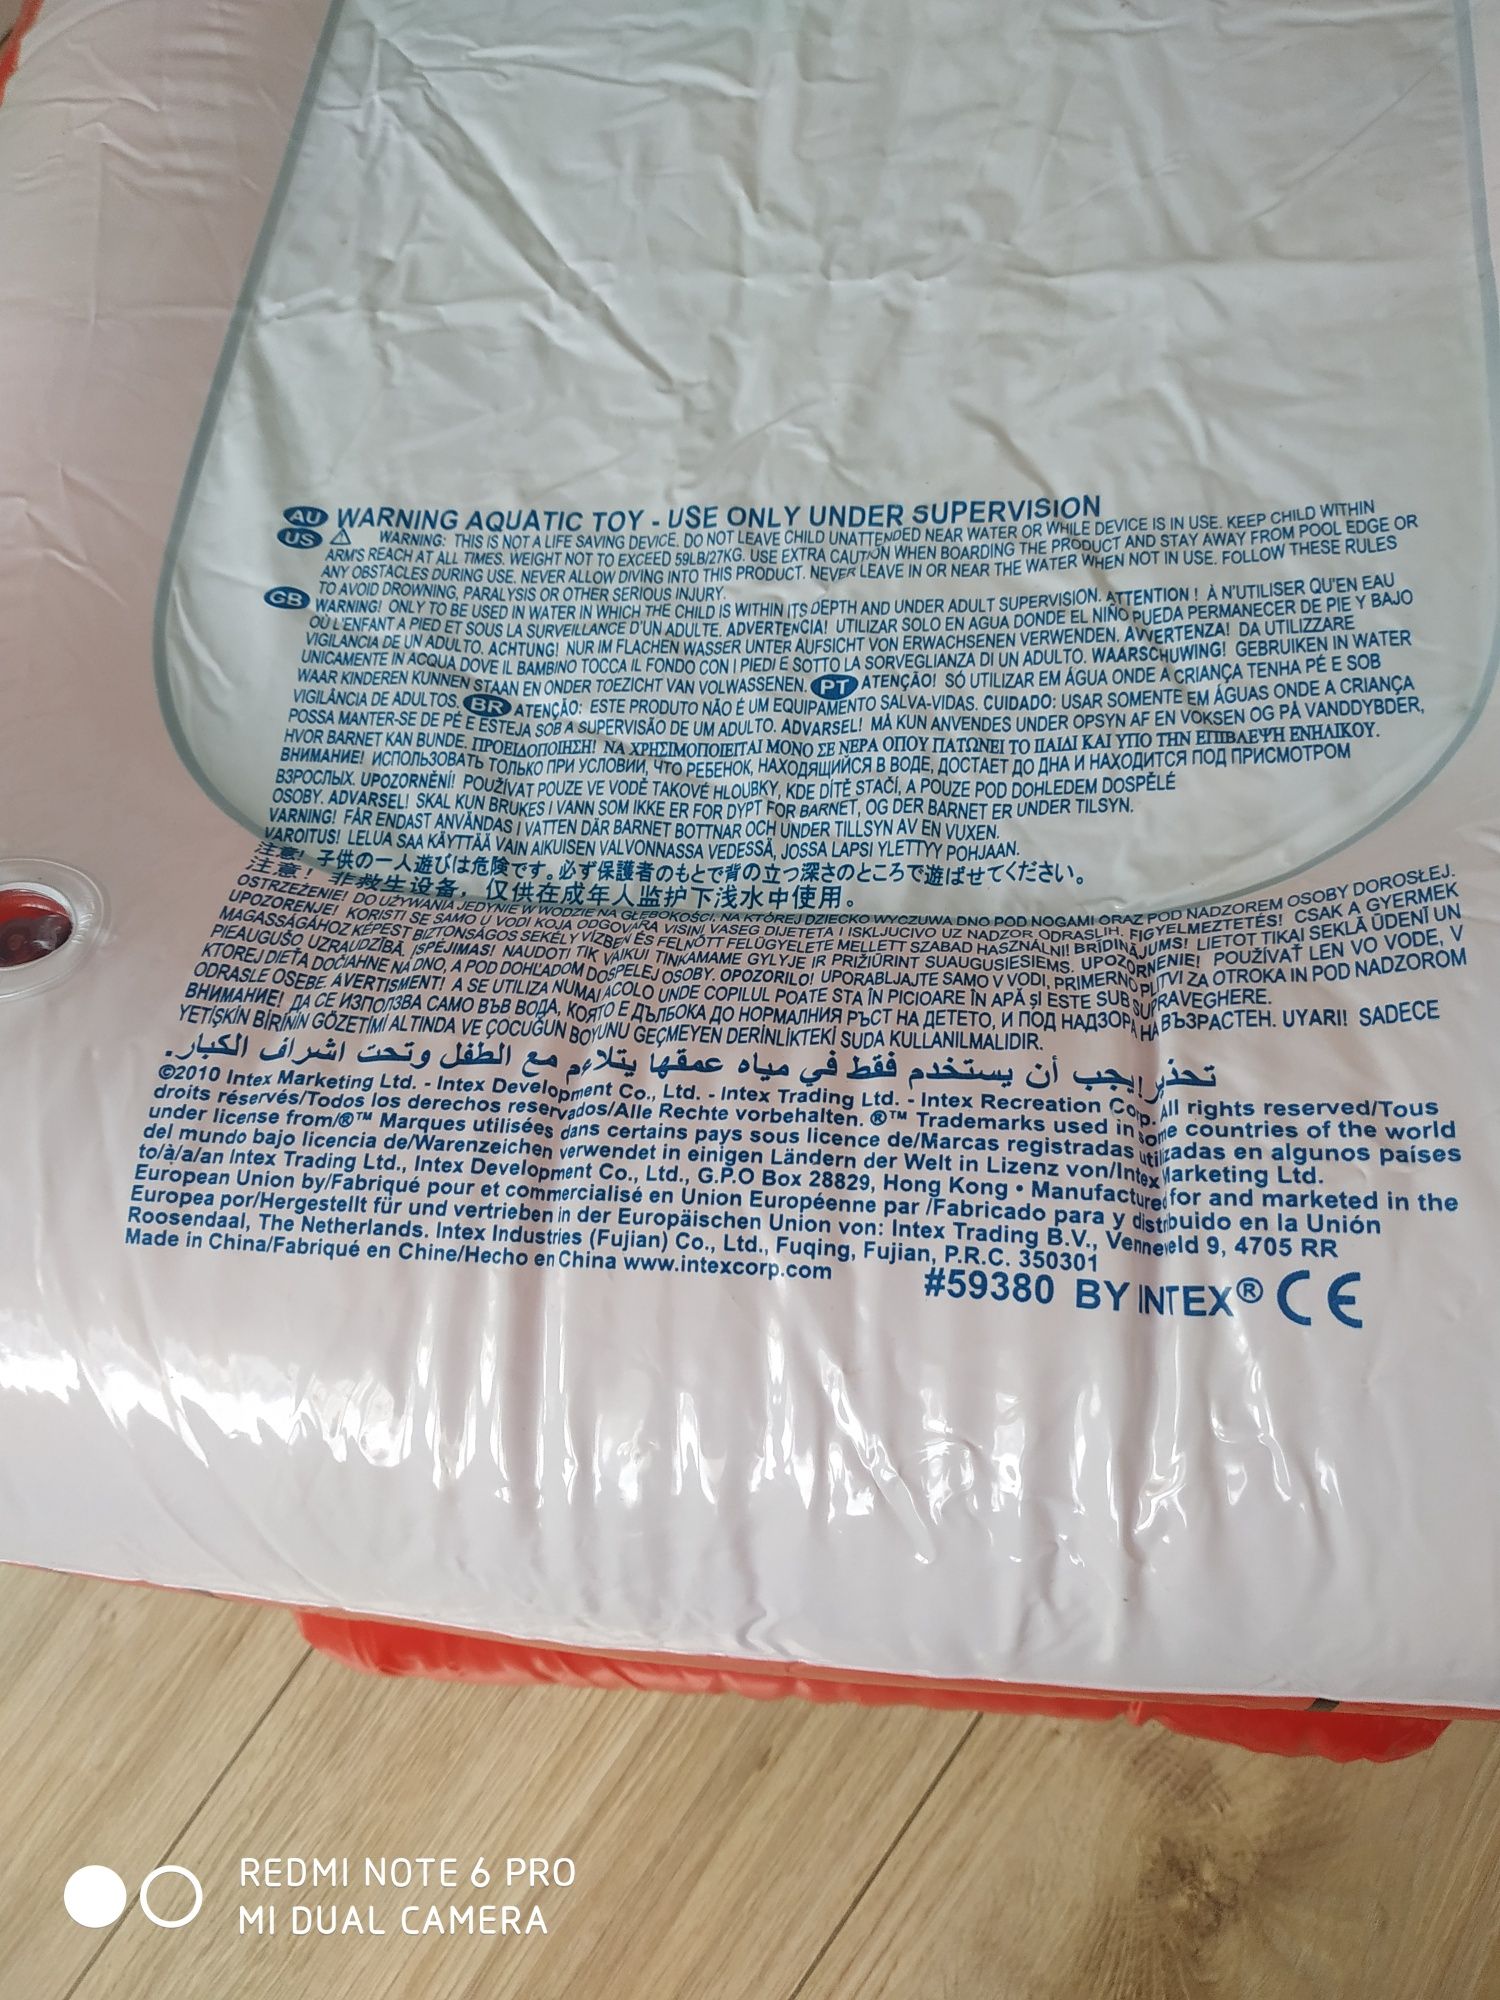 AU WARNING AQUATIC TOY - USE ONLY UNDER SUPERVISION
US ⚠ WARNING: THIS IS NOT A LIFE SAVING DEVICE. DO NOT LEAVE CHILD UNATTENDED NEAR WATER OR WHILE DEVICE IS IN USE. KEEP CHILD WITHIN
ARM'S REACH AT ALL TIMES. WEIGHT NOT TO EXCEED 59LB/27KG. USE EXTRA CAUTION WHEN BOARDING THE PRODUCT AND STAY AWAY FROM POOL EDGE OR
ANY OBSTACLES DURING USE. NEVER ALLOW DIVING INTO THIS PRODUCT. NEVER LEAVE IN OR NEAR THE WATER WHEN NOT IN USE. FOLLOW THESE RULES
TO AVOID DROWNING, PARALYSIS OR OTHER SERIOUS INJURY.
GB WARNING! ONLY TO BE USED IN WATER IN WHICH THE CHILD IS WITHIN ITS DEPTH AND UNDER ADULT SUPERVISION. ATTENTION ! À N'UTILISER QU'EN EAU
OÙ L'ENFANT A PIED ET SOUS LA SURVEILLANCE D'UN ADULTE. ADVERTENCIA! UTILIZAR SOLO EN AGUA DONDE EL NIÑO PUEDA PERMANECER DE PIE Y BAJO
VIGILANCIA DE UN ADULTO. ACHTUNG! NUR IM FLACHEN WASSER UNTER AUFSICHT VON ERWACHSENEN VERWENDEN. AVVERTENZA! DA UTILIZZARE
UNICAMENTE IN ACQUA DOVE IL BAMBINO TOCCA IL FONDO CON I PIEDI E SOTTO LA SORVEGLIANZA DI UN ADULTO. WAARSCHUWING! GEBRUIKEN IN WATER
WAAR KINDEREN KUNNEN STAAN EN ONDER TOEZICHT VAN VOLWASSENEN. PT ATENÇÃO! SÓ UTILIZAR EM ÁGUA ONDE A CRIANÇA TENHA PÉ E SOB
VIGILÂNCIA DE ADULTOS. BR ATENÇÃO: ESTE PRODUTO NÃO É UM EQUIPAMENTO SALVA-VIDAS. CUIDADO: USAR SOMENTE EM ÁGUAS ONDE A CRIANÇA
POSSA MANTER-SE DE PÉ E ESTEJA SOB A SUPERVISÃO DE UM ADULTO. ADVARSEL! MÅ KUN ANVENDES UNDER OPSYN AF EN VOKSEN OG PÅ VANDDYBDER,
HVOR BARNET KAN BUNDE. ΠΡΟΕΙΔΟΠΟΙΗΣΗ! ΝΑ ΧΡΗΣΙΜΟΠΟΙΕΙΤΑΙ ΜΟΝΟ ΣΕ ΝΕΡΑ ΟΠΟΥ ΠΑΤΩΝΕΙ ΤΟ ΠΑΙΔΙ ΚΑΙ ΥΠΟ ΤΗΝ ΕΠΙΒΛΕΨΗ ΕΝΗΛΙΚΟΥ.
ВНИМАНИЕ! ИСПОЛЬЗОВАТЬ ТОЛЬКО ПРИ УСЛОВИИ, ЧТО РЕБЕНОК, НАХОДЯЩИЙСЯ В ВОДЕ, ДОСТАЕТ ДО ДНА И НАХОДИТСЯ ПОД ПРИСМОТРОМ
ВЗРОСЛЫХ. UPOZORNĚNÍ! POUŽÍVAT POUZE VE VODĚ TAKOVÉ HLOUBKY, KDE DÍTĚ STAČÍ, A POUZE POD DOHLEDEM DOSPĚLÉ
OSOBY. ADVARSEL! SKAL KUN BRUKES I VANN SOM IKKE ER FOR DYPT FOR BARNET, OG DER BARNET ER UNDER TILSYN.
VARNING! FÅR ENDAST ANVÄNDAS I VATTEN DÄR BARNET BOTTNAR OCH UNDER TILLSYN AV EN VUXEN.
VAROITUS! LELUA SAA KÄYTTÄÄ VAIN AIKUISEN VALVONNASSA VEDESSÄ, JOSSA LAPSI YLETTYY POHJAAN.
注意! 子供の一人遊びは危険です。必ず保護者のもとで背の立つ深さのところで遊ばせてください。
注意! 非救生设备, 仅供在成年人监护下浅水中使用。
OSTRZEŻENIE! DO UŻYWANIA JEDYNIE W WODZIE NA GŁĘBOKOŚCI, NA KTÓREJ DZIECKO WYCZUWA DNO POD NOGAMI ORAZ POD NADZOREM OSOBY DOROSŁEJ.
UPOZORENJE! KORISTI SE SAMO U VODI KOJA ODGOVARA VISINI VAŠEG DIJETETA I ISKLJUCIVO UZ NADZOR ODRASLIH. FIGYELMEZTETÉS! CSAK A GYERMEK
MAGASSÁGÁHOZ KÉPEST BIZTONSÁGOS SEKÉLY VÍZBEN ÉS FELNŐTT FELÜGYELETE MELLETT SZABAD HASZNÁLNI! BRĪDINĀJUMS! LIETOT TIKAI SEKLĀ ŪDENĪ UN
PIEAUGUŠO UZRAUDZĪBĀ. ĮSPĖJIMAS! NAUDOTI TIK VAIKUI TINKAMAME GYLYJE IR PRIŽIŪRINT SUAUGUSIESIEMS. UPOZORNENIE! POUŽÍVAŤ LEN VO VODE, V
KTOREJ DIEŤA DOČIAHNE NA DNO, A POD DOHĽADOM DOSPELEJ OSOBY. OPOZORILO! UPORABLJAJTE SAMO V VODI, PRIMERNO PLITVI ZA OTROKA IN POD NADZOROM
ODRASLE OSEBE. AVERTISMENT! A SE UTILIZA NUMAI ACOLO UNDE COPILUL POATE STA ÎN PICIOARE ÎN APĂ ȘI ESTE SUB SUPRAVEGHERE.
ВНИМАНИЕ! ДА СЕ ИЗПОЛЗВА САМО ВЪВ ВОДА, КОЯТО Е ДЪЛБОКА ДО НОРМАЛНИЯ РЪСТ НА ДЕТЕТО, И ПОД НАДЗОРА НА ВЪЗРАСТЕН. UYARI! SADECE
YETİŞKİN BİRİNİN GÖZETİMİ ALTINDA VE ÇOCUĞUN BOYUNU GEÇMEYEN DERİNLİKTEKİ SUDA KULLANILMALIDIR.
تحذير! يجب أن يستخدم فقط في مياه عمقها يتلاءم مع الطفل وتحت اشراف الكبار.
©2010 Intex Marketing Ltd. - Intex Development Co., Ltd. - Intex Trading Ltd. - Intex Recreation Corp. All rights reserved/Tous
droits réservés/Todos los derechos reservados/Alle Rechte vorbehalten. ®™ Trademarks used in some countries of the world
under license from/®™ Marques utilisées dans certains pays sous licence de/Marcas registradas utilizadas en algunos países
del mundo bajo licencia de/Warenzeichen verwendet in einigen Ländern der Welt in Lizenz von/Intex Marketing Ltd.
to/à/a/an Intex Trading Ltd., Intex Development Co., Ltd., G.P.O Box 28829, Hong Kong • Manufactured for and marketed in the
European Union by/Fabriqué pour et commercialisé en Union Européenne par /Fabricado para y distribuido en la Unión
Europea por/Hergestellt für und vertrieben in der Europäischen Union von: Intex Trading B.V., Venneveld 9, 4705 RR
Roosendaal, The Netherlands. Intex Industries (Fujian) Co., Ltd., Fuqing, Fujian, P.R.C. 350301
Made in China/Fabriqué en Chine/Hecho en China www.intexcorp.com
#59380 BY INTEX® CE
REDMI NOTE 6 PRO
MI DUAL CAMERA